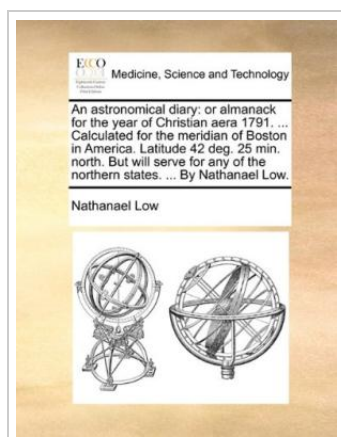 ECCO
Medicine, Science and Technology
An astronomical diary: or almanack
for the year of Christian aera 1791. ...
Calculated for the meridian of Boston
in America. Latitude 42 deg. 25 min.
north. But will serve for any of the
northern states. ... By Nathanael Low.
Nathanael Low